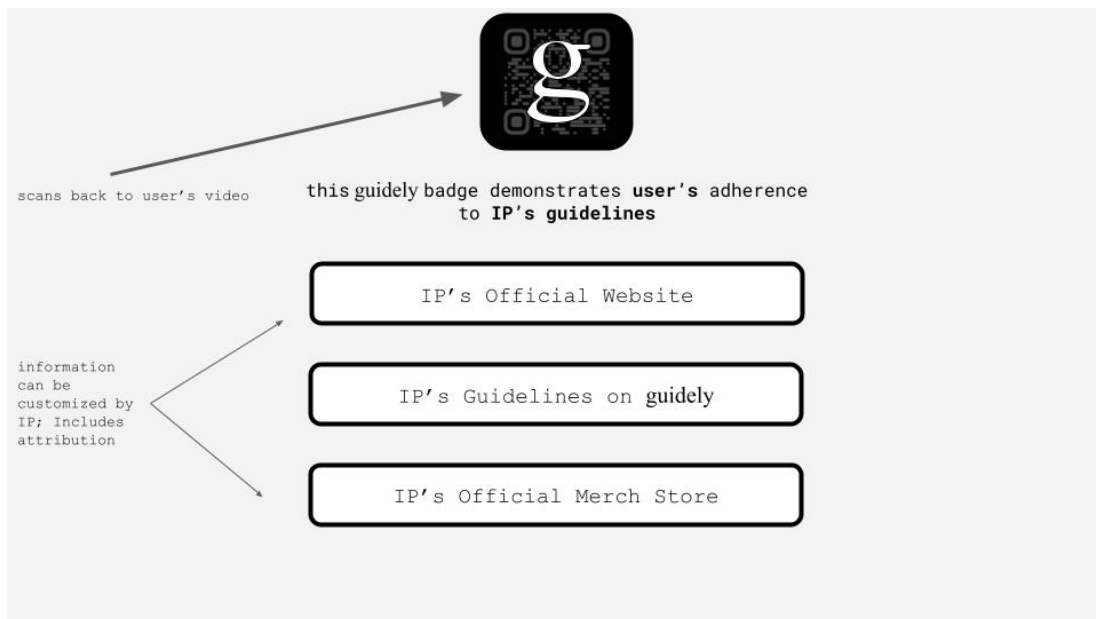 g
scans back to user's video
this guidely badge demonstrates user's adherence
to IP's guidelines
IP's Official Website
information
can be
customized by
IP; Includes
attribution
IP's Guidelines on guidely
IP's Official Merch Store